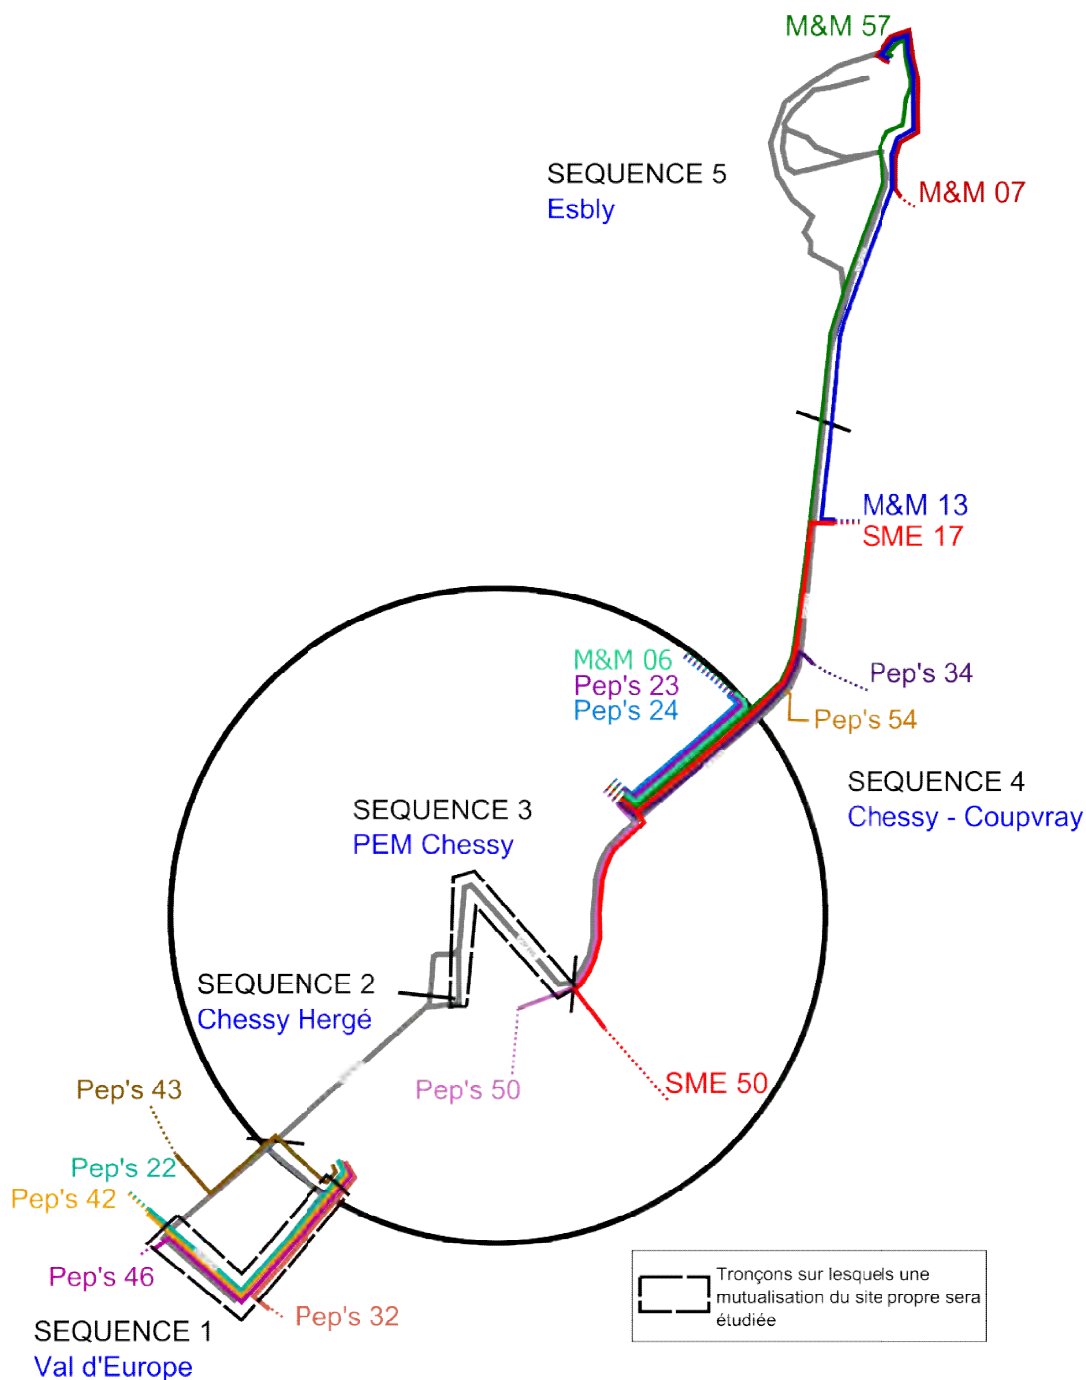 M&M 57
SEQUENCE 5
Esbly
M&M 07
M&M 13
SME 17
M&M 06
Pep's 23
Pep's 24
Pep's 34
Pep's 54
SEQUENCE 4
Chessy - Coupvray
SEQUENCE 3
PEM Chessy
SEQUENCE 2
Chessy Hergé
Pep's 50
SME 50
Pep's 43
Pep's 22
Pep's 42
Pep's 46
Pep's 32
SEQUENCE 1
Val d'Europe
Tronçons sur lesquels une
mutualisation du site propre sera
étudiée